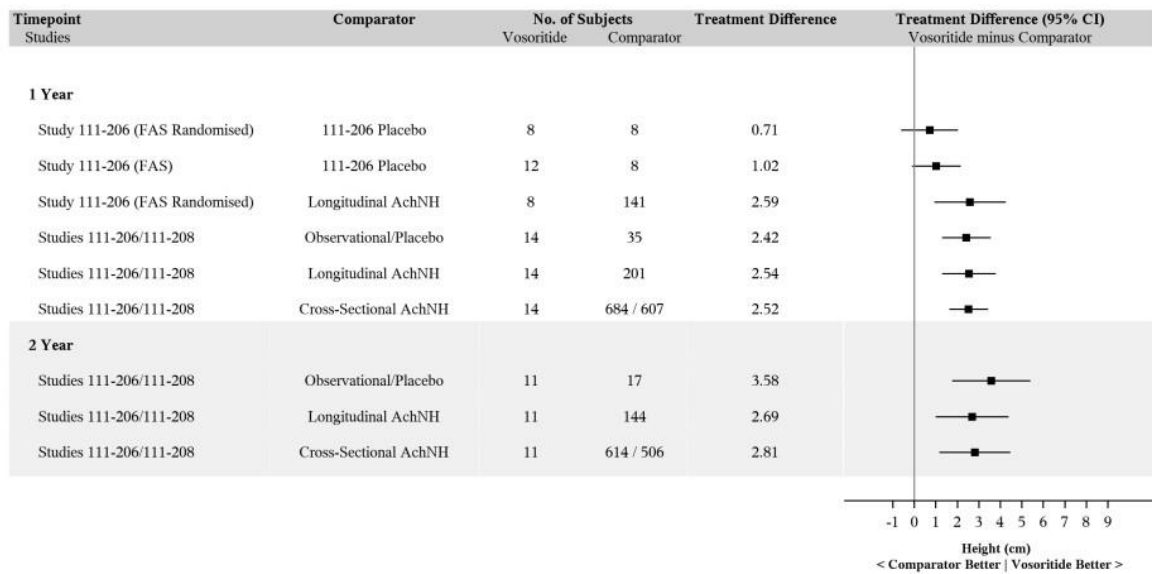 Timepoint Comparator No. of Subjects Treatment Difference Treatment Difference (95% CI)
Studies Vosoritide Comparator Vosoritide minus Comparator
1 Year
Study 111-206 (FAS Randomised) 111-206 Placebo 8 8 0.71
Study 111-206 (FAS) 111-206 Placebo 12 8 1.02
Study 111-206 (FAS Randomised) Longitudinal AchNH 8 141 2.59
Studies 111-206/111-208 Observational/Placebo 14 35 2.42
Studies 111-206/111-208 Longitudinal AchNH 14 201 2.54
Studies 111-206/111-208 Cross-Sectional AchNH 14 684 / 607 2.52
2 Year
Studies 111-206/111-208 Observational/Placebo 11 17 3.58
Studies 111-206/111-208 Longitudinal AchNH 11 144 2.69
Studies 111-206/111-208 Cross-Sectional AchNH 11 614 / 506 2.81
-1 0 1 2 3 4 5 6 7 8 9
Height (cm)
< Comparator Better | Vosoritide Better >